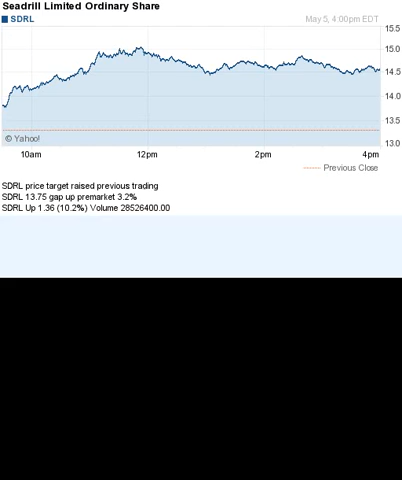 Seadrill Limited Ordinary Share
SDRL May 5, 4:00pm EDT
15.5
15.0
14.5
14.0
13.5
13.0
© Yahoo!
10am 12pm 2pm 4pm
Previous Close
SDRL price target raised previous trading
SDRL 13.75 gap up premarket 3.2%
SDRL Up 1.36 (10.2%) Volume 28526400.00